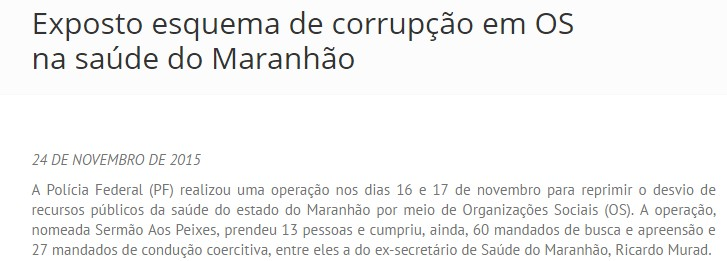 Exposto esquema de corrupção em OS
na saúde do Maranhão
24 DE NOVEMBRO DE 2015
A Polícia Federal (PF) realizou uma operação nos dias 16 e 17 de novembro para reprimir o desvio de
recursos públicos da saúde do estado do Maranhão por meio de Organizações Sociais (OS). A operação,
nomeada Sermão Aos Peixes, prendeu 13 pessoas e cumpriu, ainda, 60 mandados de busca e apreensão e
27 mandados de condução coercitiva, entre eles a do ex-secretário de Saúde do Maranhão, Ricardo Murad.